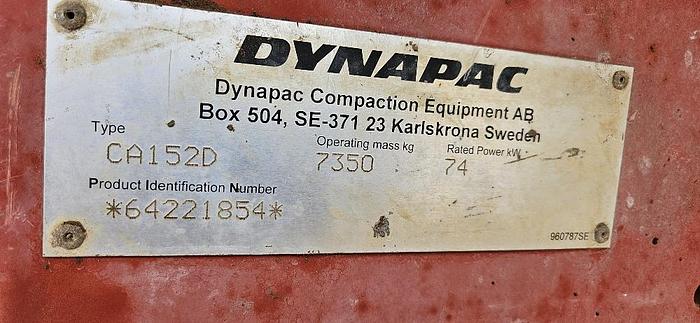 DYNAPAC
Dynapac Compaction Equipment AB
Box 504, SE-371 23 Karlskrona Sweden
Type Operating mass kg Rated Power kW
CA152D 7350 74
Product Identification Number
*64221854*
960787SE